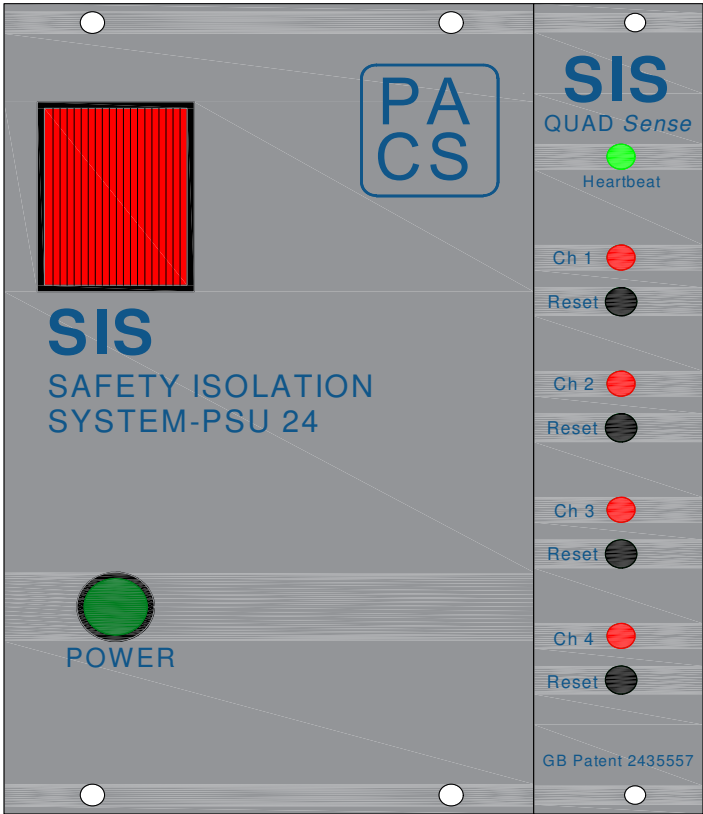 PA
CS
SIS
SAFETY ISOLATION
SYSTEM-PSU 24
POWER
SIS
QUAD Sense
Heartbeat
Ch 1
Reset
Ch 2
Reset
Ch 3
Reset
Ch 4
Reset
GB Patent 2435557